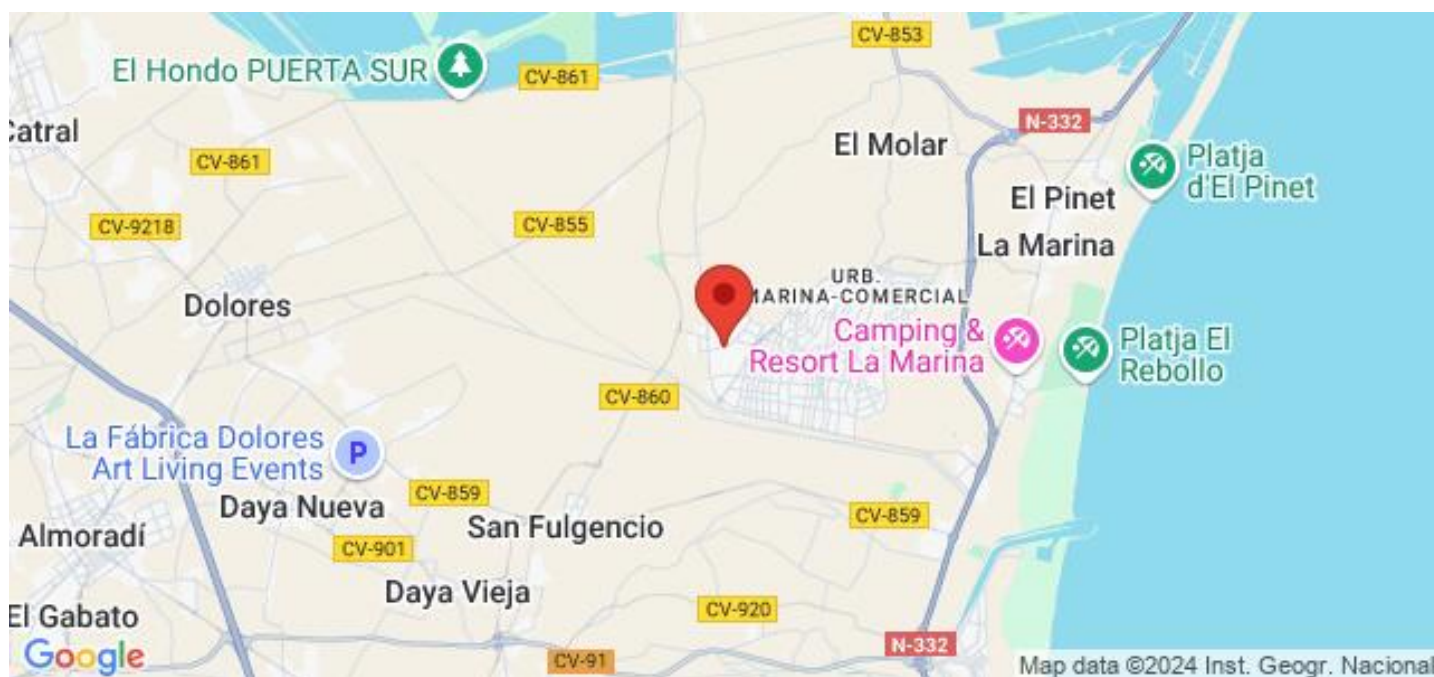 CV-853
El Hondo PUERTA SUR
CV-861
N-332
Catral
El Molar
CV-861
Platja
d'El Pinet
El Pinet
CV-9218
CV-855
La Marina
URB.
MARINA-COMERCIAL
Dolores
Camping &
Resort La Marina
Platja El
Rebollo
CV-860
La Fábrica Dolores
Art Living Events
P
CV-859
Daya Nueva
San Fulgencio
CV-859
Almoradí
CV-901
Daya Vieja
CV-920
El Gabato
N-332
Google
CV-91
Map data ©2024 Inst. Geogr. Nacional